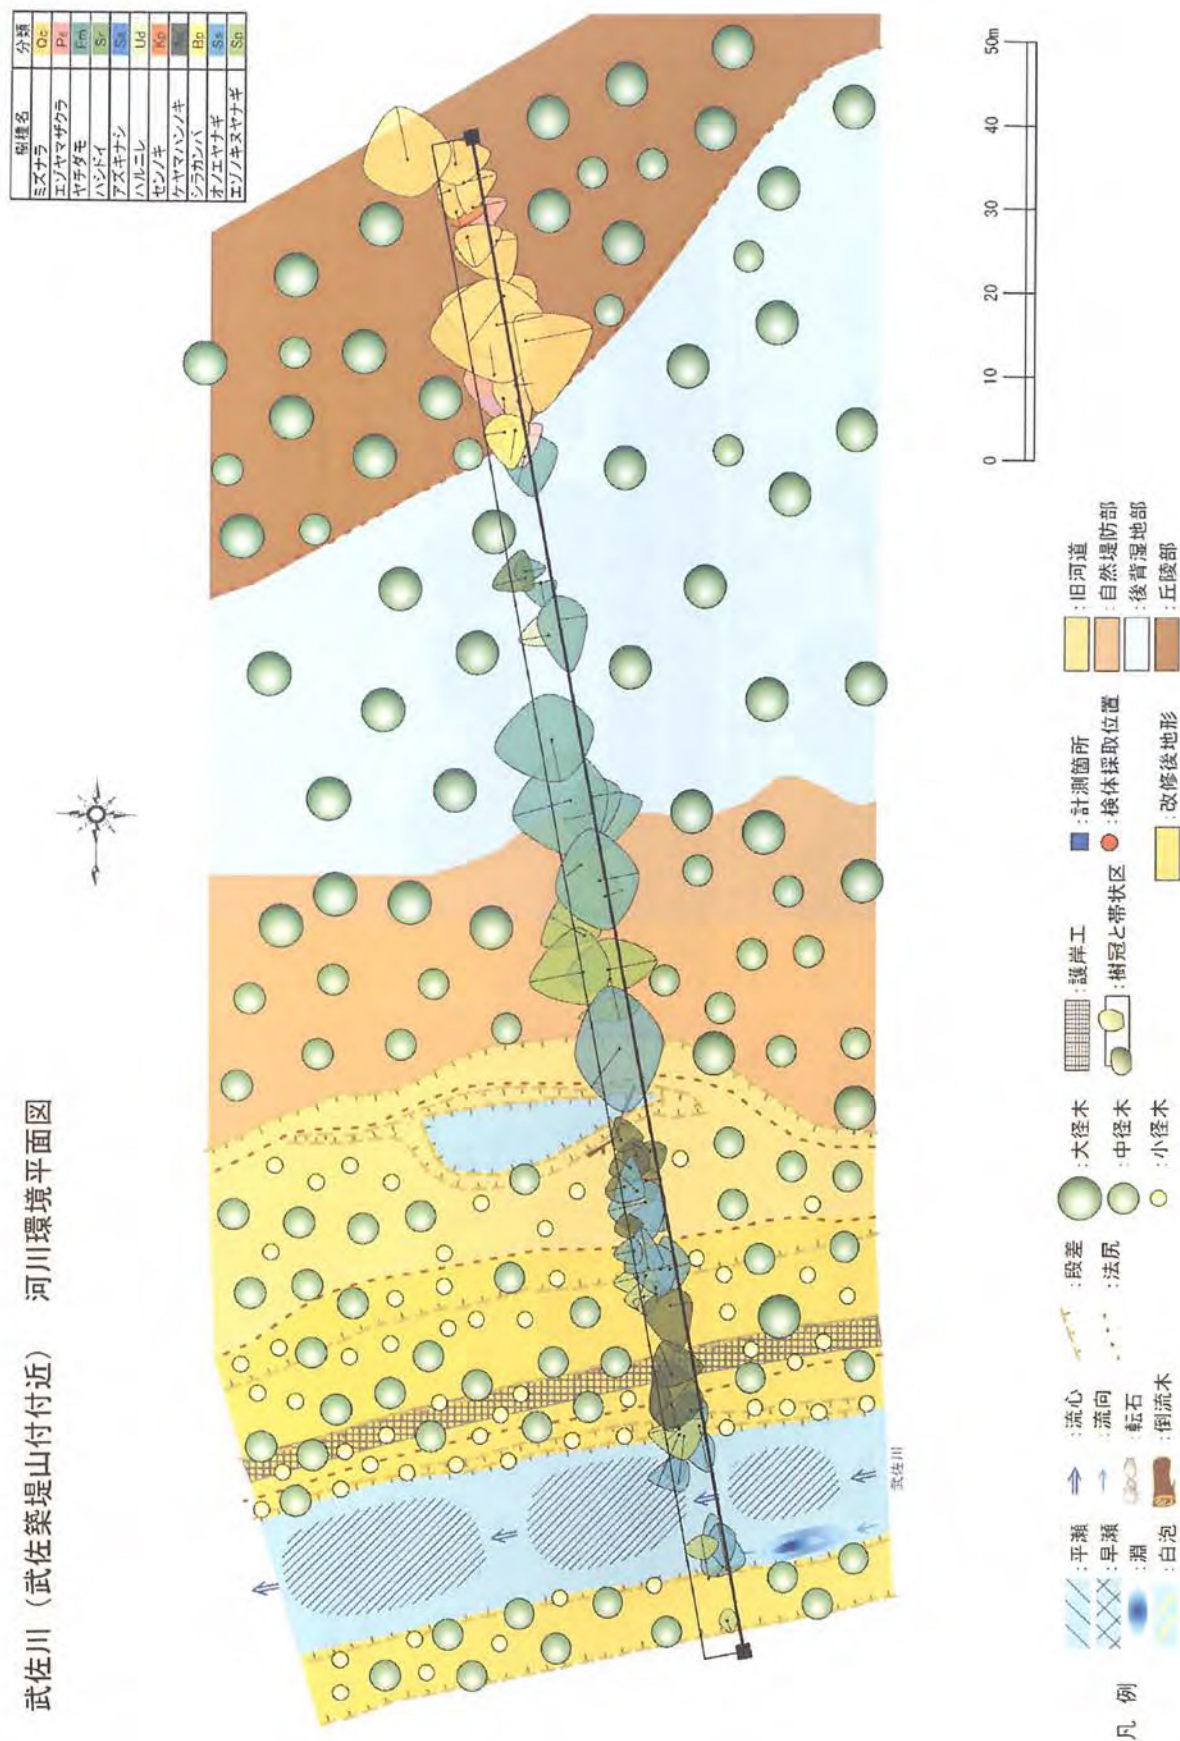 武佐川（武佐築堤山付付近）　河川環境平面図
樹種名 分類
ミズナラ Qc
エゾヤマザクラ Ps
ヤチダモ Fm
ハシドイ Sr
アズキナシ Sa
ハルニレ Ud
センノキ Kp
ケヤマハンノキ
シラカンバ Bp
オノエヤナギ Ss
エゾノキヌヤナギ Sp
武佐川
0 10 20 30 40 50m
凡　例
:平瀬
:早瀬
:淵
:白泡
:流心
:流向
:転石
:倒流木
:段差
:法尻
:大径木
:中径木
:小径木
:護岸工
:樹冠と帯状区
:計測箇所
:検体採取位置
:改修後地形
:旧河道
:自然堤防部
:後背湿地部
:丘陵部